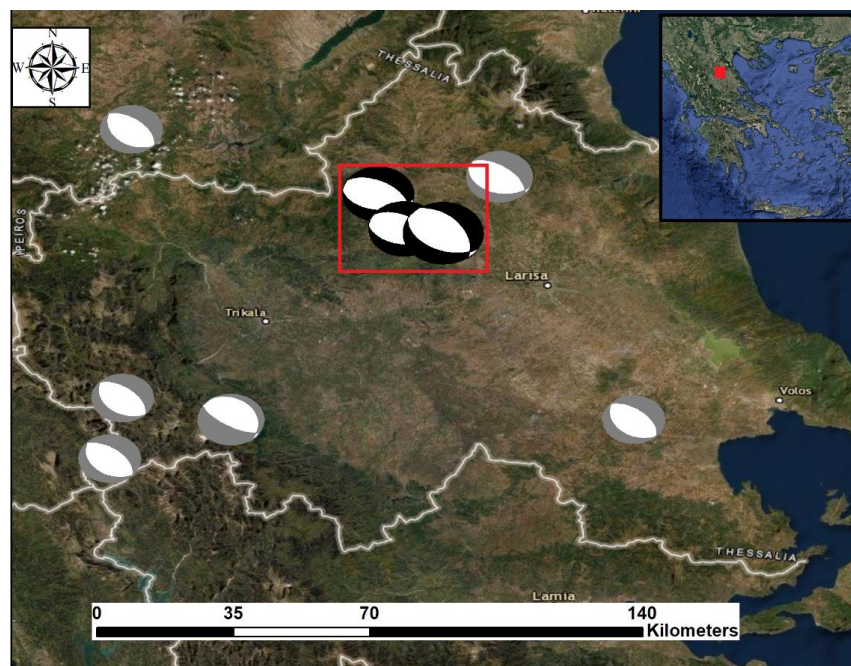 N
W E
S
THESSALIA
PEIROS
Larisa
Trikala
Volos
THESSALIA
Lamia
0 35 70 140
Kilometers